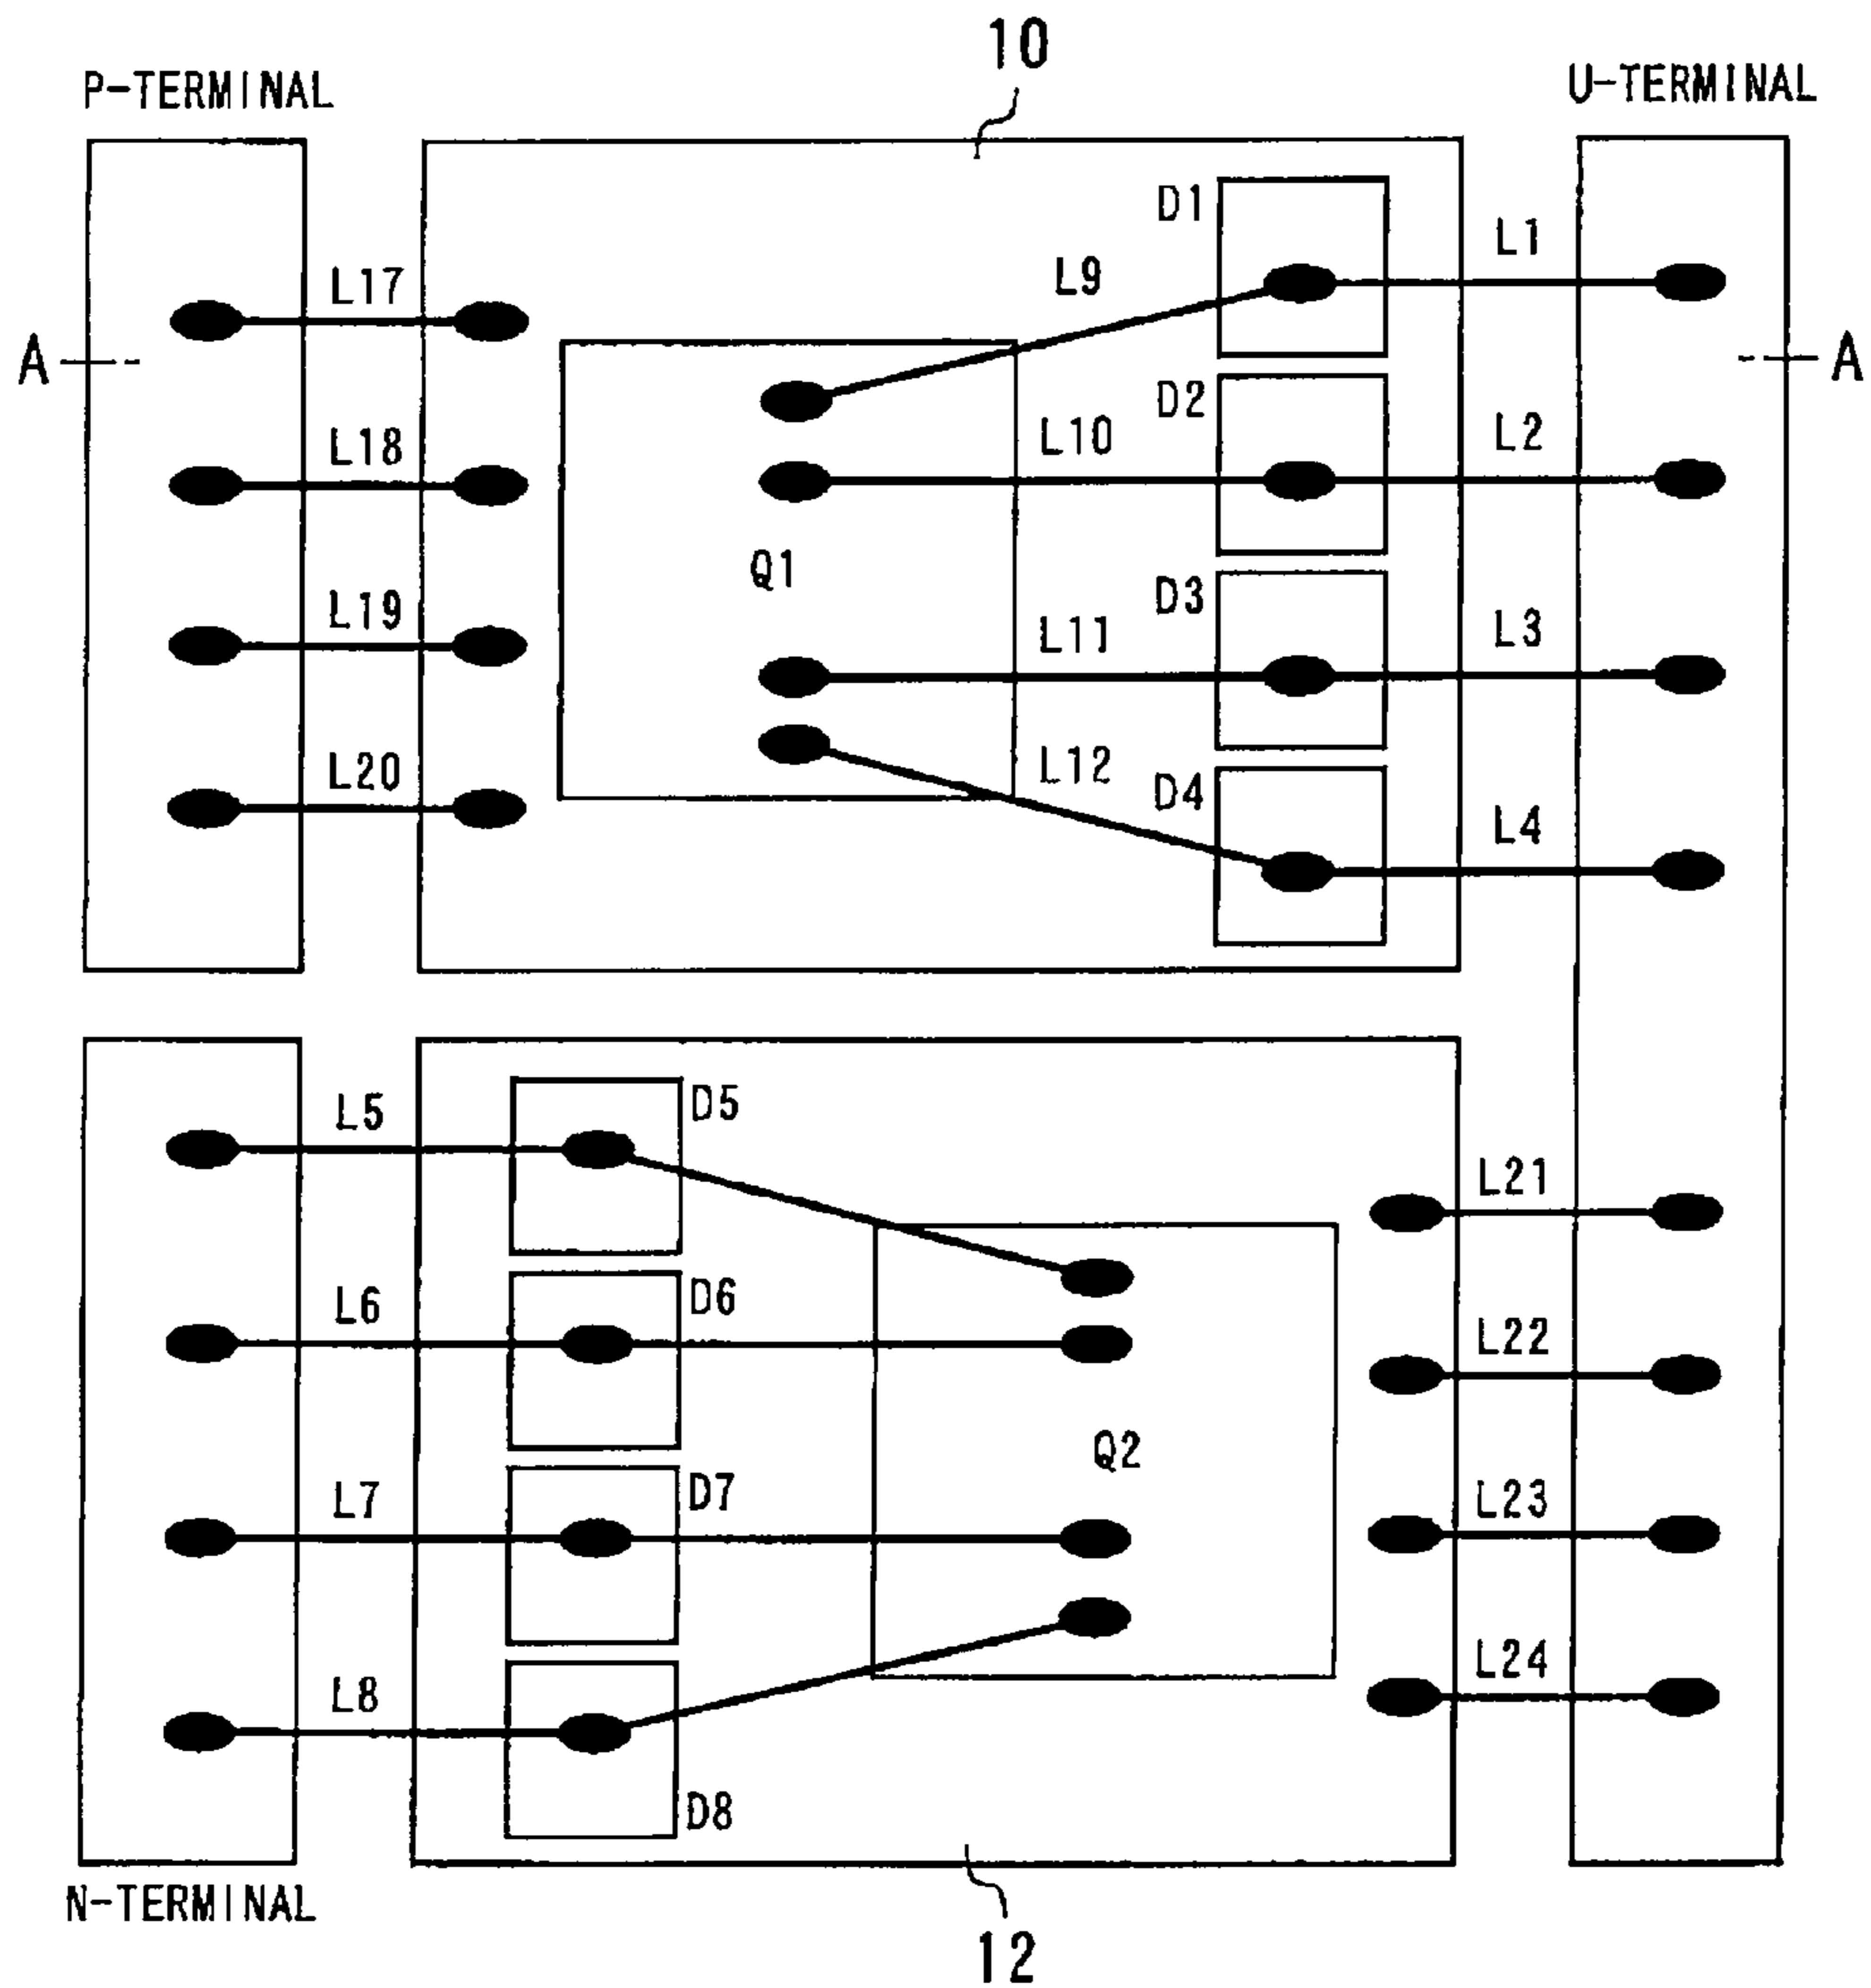 10
P-TERMINAL
U-TERMINAL
D1
L1
L9
L17
A
A
D2
L10
L2
L18
Q1
D3
L19
L11
L3
L20
L12
D4
L4
L5
D5
L21
L6
D6
L22
Q2
L7
D7
L23
L8
L24
D8
N-TERMINAL
12